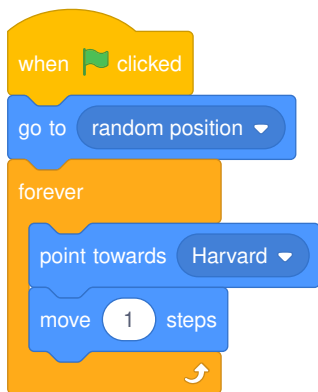 when clicked
go to random position
forever
point towards Harvard
move 1 steps